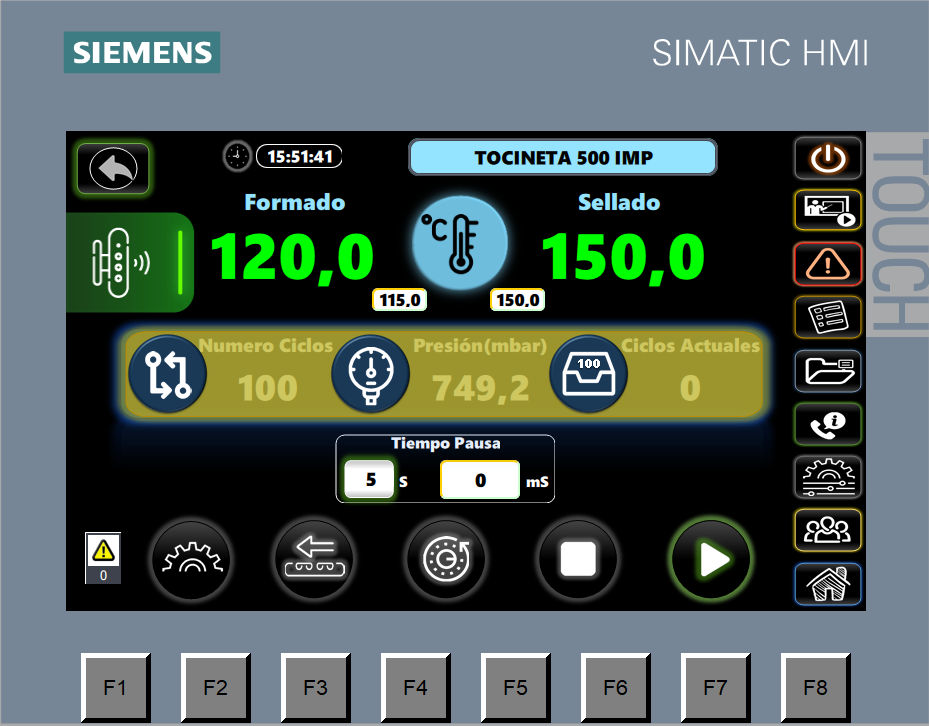 SIEMENS
SIMATIC HMI
TOUCH
15:51:41
TOCINETA 500 IMP
Formado
Sellado
120,0
°C
150,0
115,0
150,0
Numero Ciclos
Presión(mbar)
Ciclos Actuales
100
749,2
100
0
Tiempo Pausa
5 S
0 mS
0
F1
F2
F3
F4
F5
F6
F7
F8